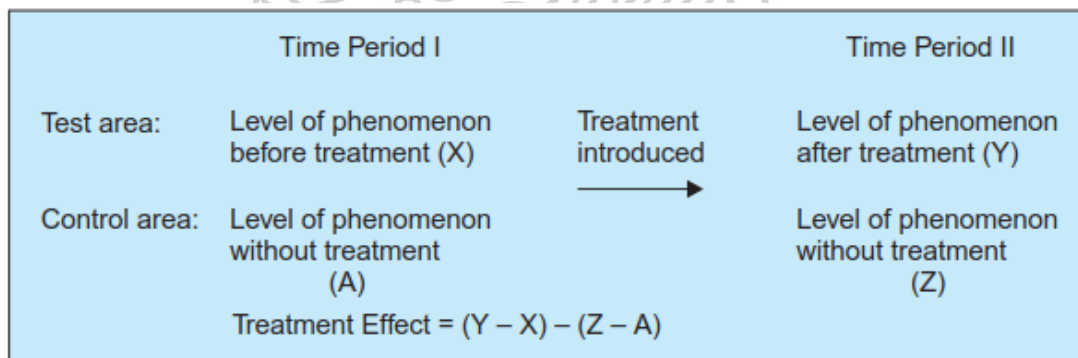 Time Period I Time Period II
Test area: Level of phenomenon before treatment (X) Treatment introduced Level of phenomenon after treatment (Y)
Control area: Level of phenomenon without treatment (A) Level of phenomenon without treatment (Z)
Treatment Effect = (Y – X) – (Z – A)